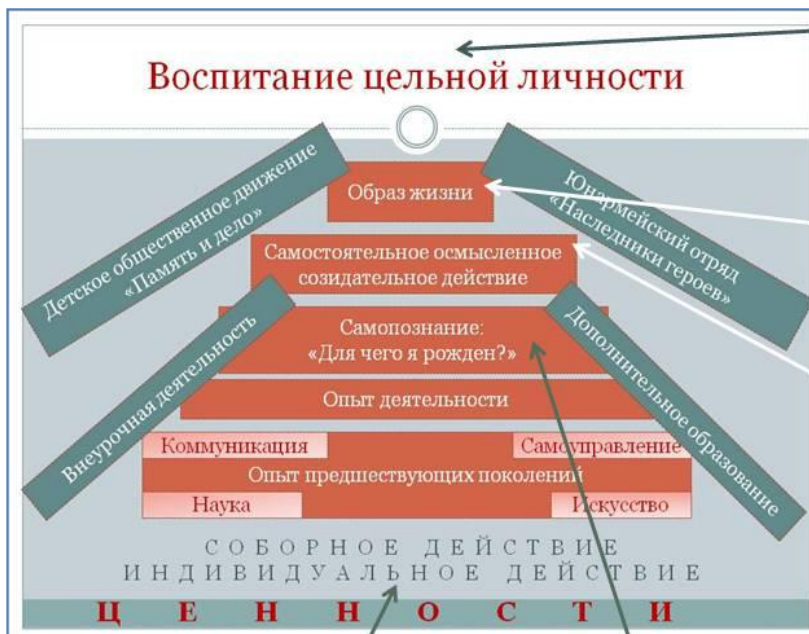 Воспитание цельной личности
Детское общественное движение
«Память и дело»
Юнармейский отряд
«Наследники героев»
Образ жизни
Самостоятельное осмысленное
созидательное действие
Внеурочная деятельность
Дополнительное образование
Самопознание:
«Для чего я рожден?»
Опыт деятельности
Коммуникация
Самоуправление
Опыт предшествующих поколений
Наука
Искусство
СОБОРНОЕ ДЕЙСТВИЕ
ИНДИВИДУАЛЬНОЕ ДЕЙСТВИЕ
ЦЕННОСТИ